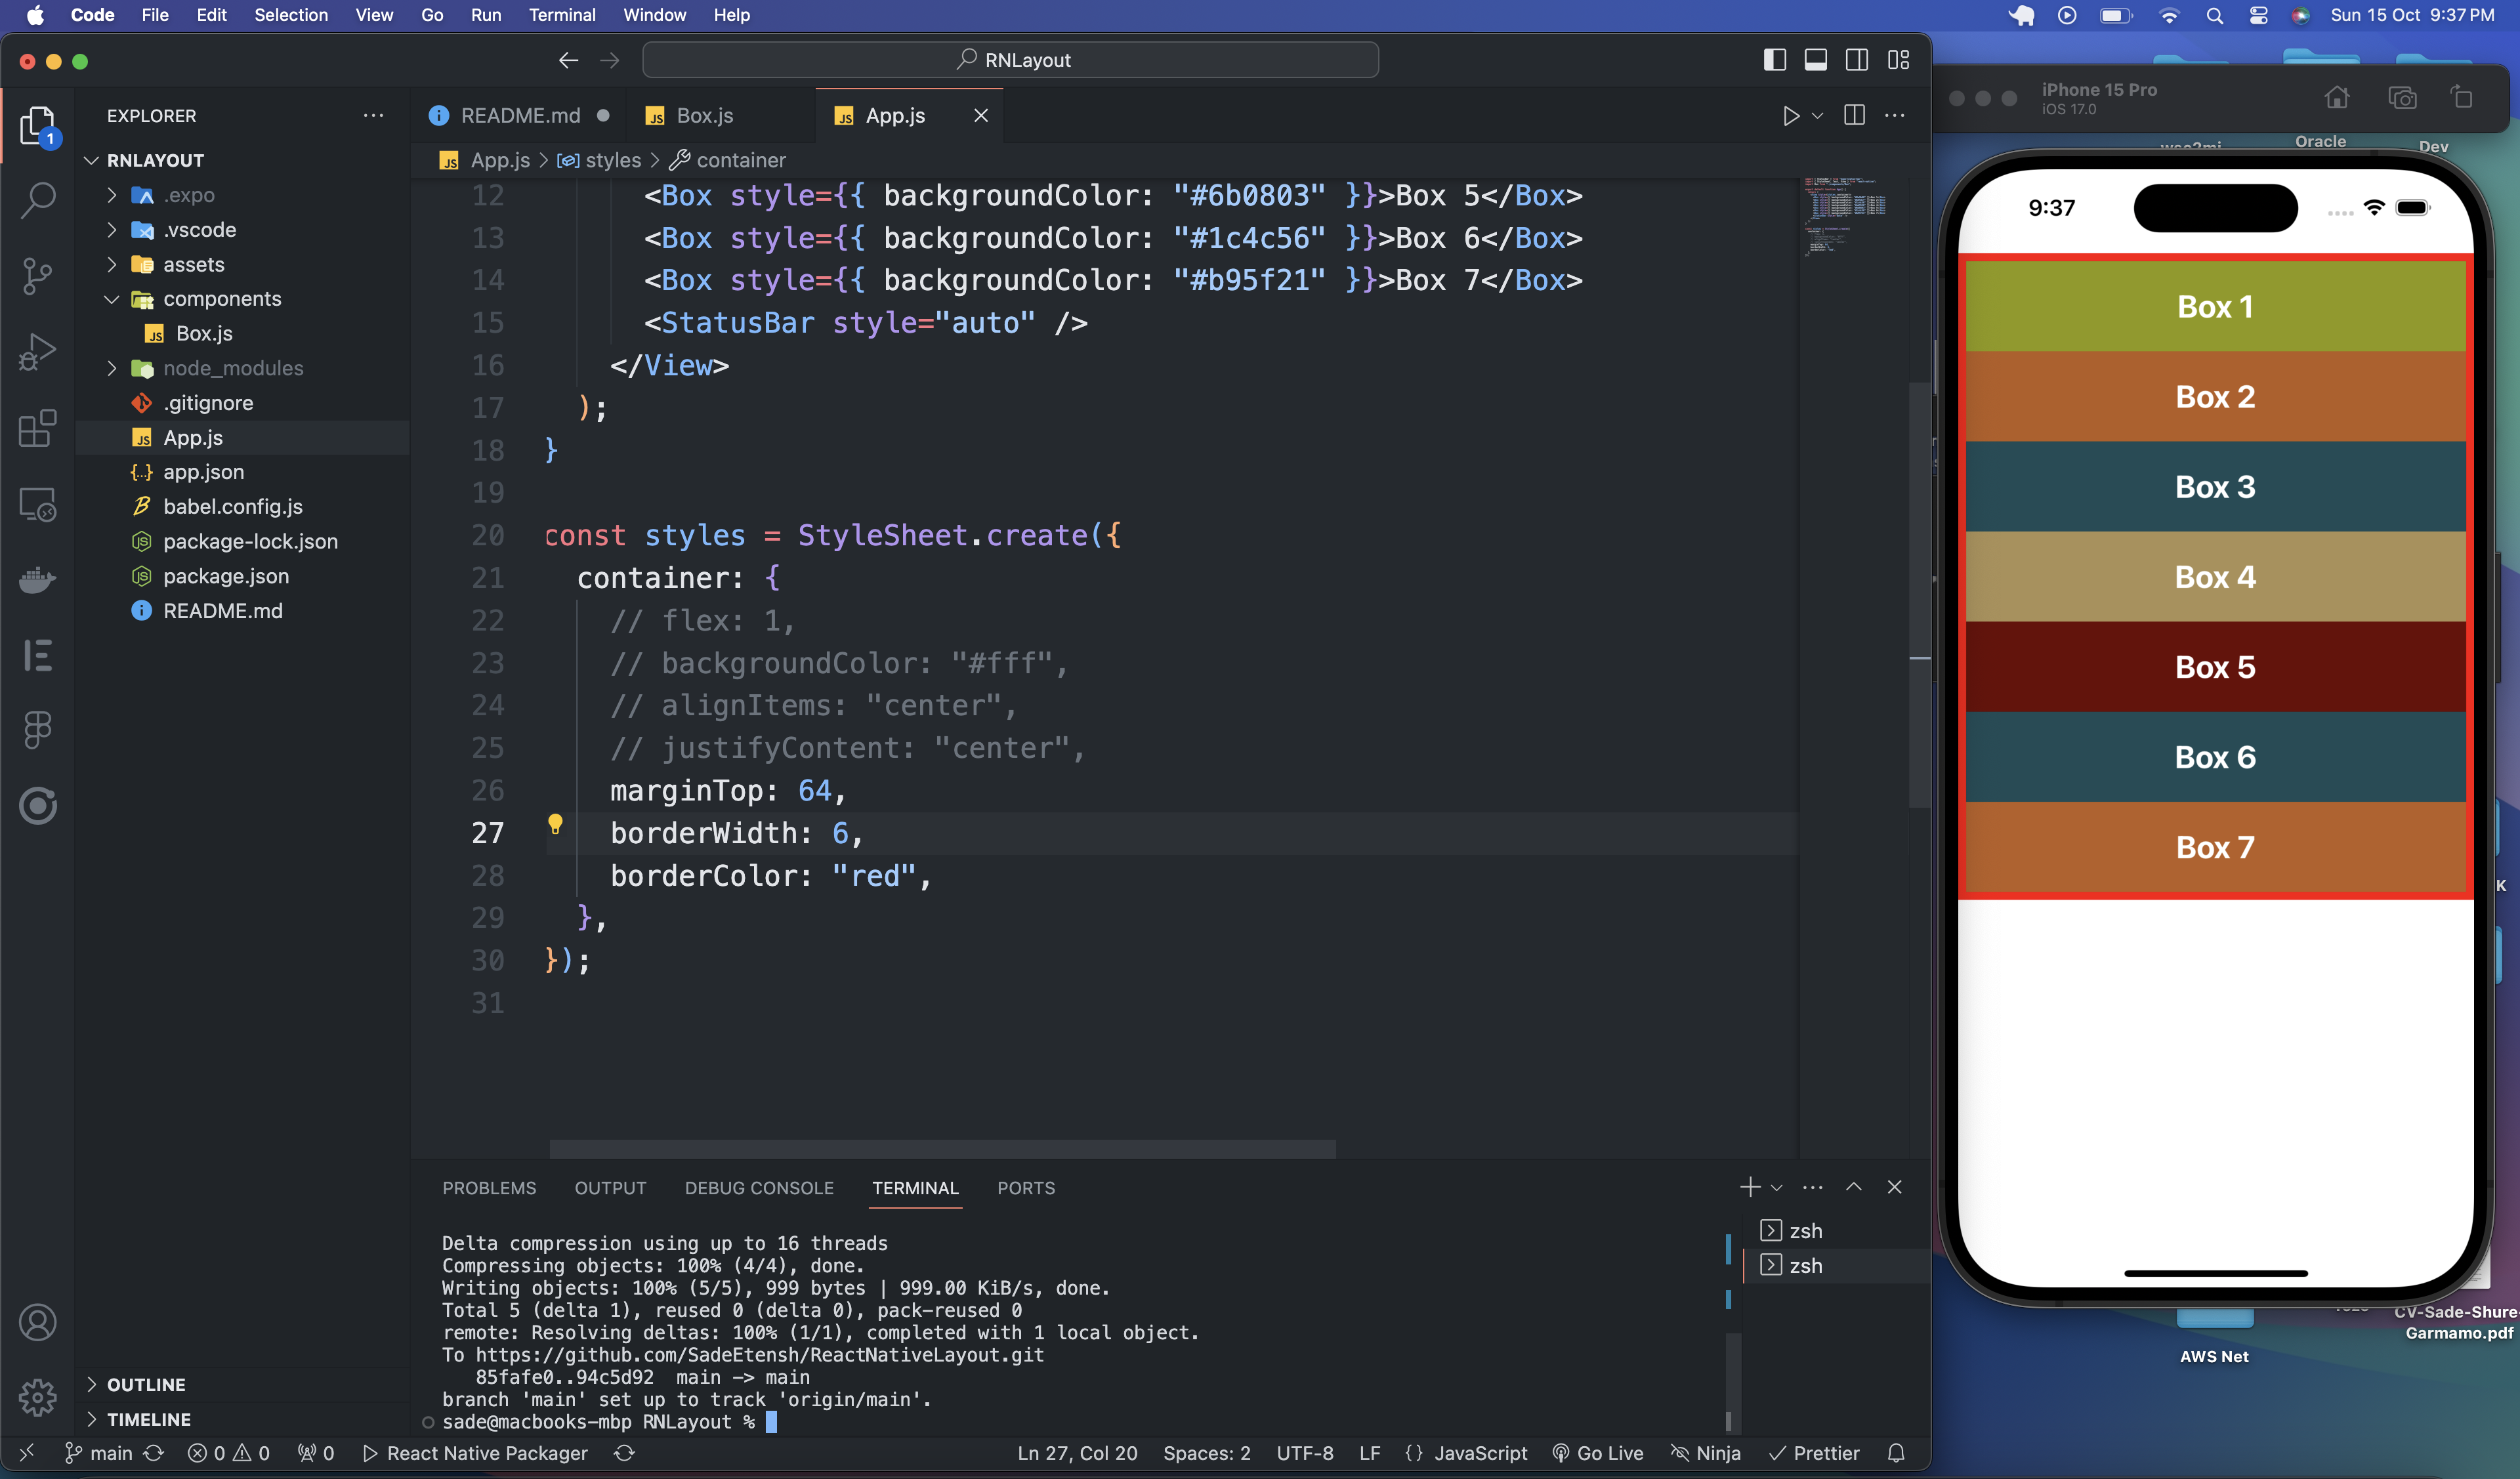 Code File Edit Selection View Go Run Terminal Window Help
Sun 15 Oct 9:37 PM
RNLayout
EXPLORER
RNLAYOUT
.expo
.vscode
assets
components
Box.js
node_modules
.gitignore
App.js
app.json
babel.config.js
package-lock.json
package.json
README.md
OUTLINE
TIMELINE
1
README.md
Box.js
App.js
App.js > styles > container
12 <Box style={{ backgroundColor: "#6b0803" }}>Box 5</Box>
13 <Box style={{ backgroundColor: "#1c4c56" }}>Box 6</Box>
14 <Box style={{ backgroundColor: "#b95f21" }}>Box 7</Box>
15 <StatusBar style="auto" />
16 </View>
17 );
18 }
19
20 const styles = StyleSheet.create({
21 container: {
22 // flex: 1,
23 // backgroundColor: "#fff",
24 // alignItems: "center",
25 // justifyContent: "center",
26 marginTop: 64,
27 borderWidth: 6,
28 borderColor: "red",
29 },
30 });
31
PROBLEMS OUTPUT DEBUG CONSOLE TERMINAL PORTS
Delta compression using up to 16 threads
Compressing objects: 100% (4/4), done.
Writing objects: 100% (5/5), 999 bytes | 999.00 KiB/s, done.
Total 5 (delta 1), reused 0 (delta 0), pack-reused 0
remote: Resolving deltas: 100% (1/1), completed with 1 local object.
To https://github.com/SadeEtensh/ReactNativeLayout.git
85fafe0..94c5d92 main -> main
branch 'main' set up to track 'origin/main'.
sade@macbooks-mbp RNLayout %
zsh
zsh
main 0 0 0 React Native Packager
Ln 27, Col 20 Spaces: 2 UTF-8 LF {} JavaScript Go Live Ninja Prettier
iPhone 15 Pro
iOS 17.0
Oracle
Dev
9:37
Box 1
Box 2
Box 3
Box 4
Box 5
Box 6
Box 7
K
CV-Sade-Shure-
Garmamo.pdf
AWS Net